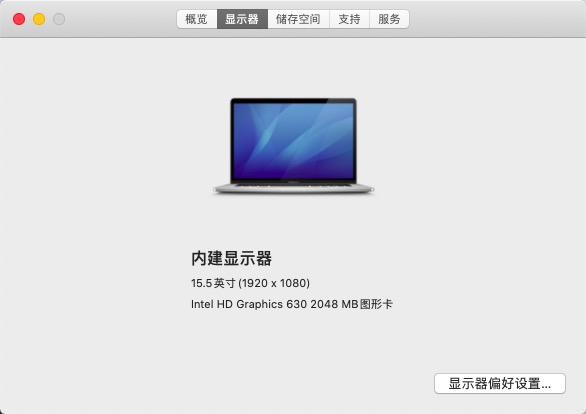 概览 显示器 储存空间 支持 服务
内建显示器
15.5英寸 (1920 x 1080)
Intel HD Graphics 630 2048 MB图形卡
显示器偏好设置...